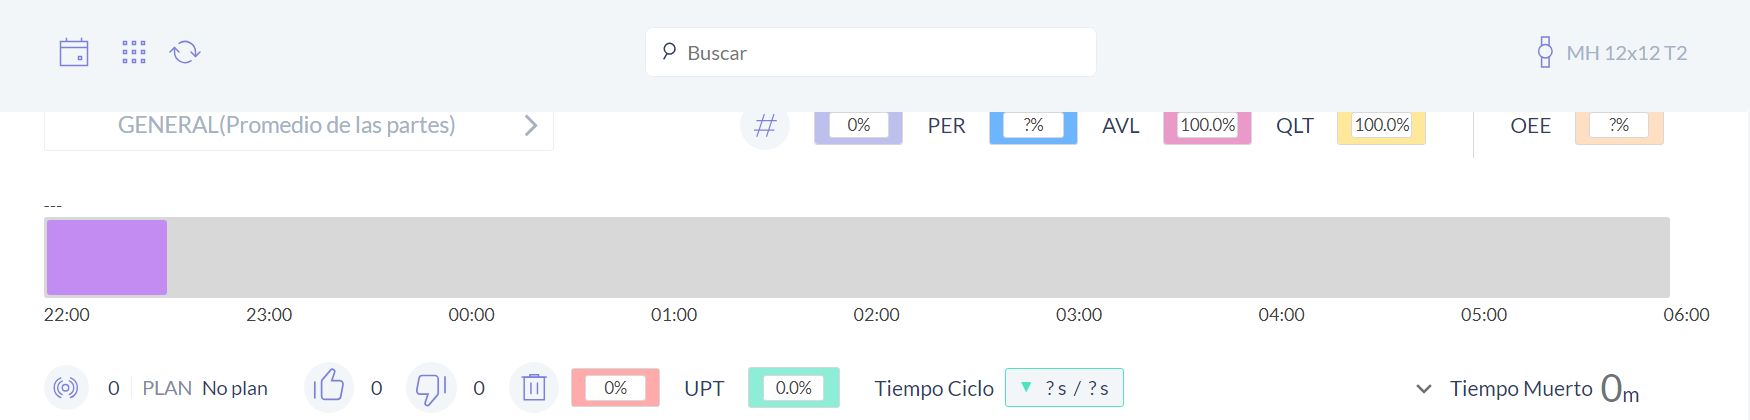 Buscar
MH 12x12 T2
GENERAL(Promedio de las partes) # 0% PER ?% AVL 100.0% QLT 100.0% OEE ?%
---
22:00 23:00 00:00 01:00 02:00 03:00 04:00 05:00 06:00
0 PLAN No plan 0 0 0% UPT 0.0% Tiempo Ciclo ▼ ?s / ?s Tiempo Muerto 0m